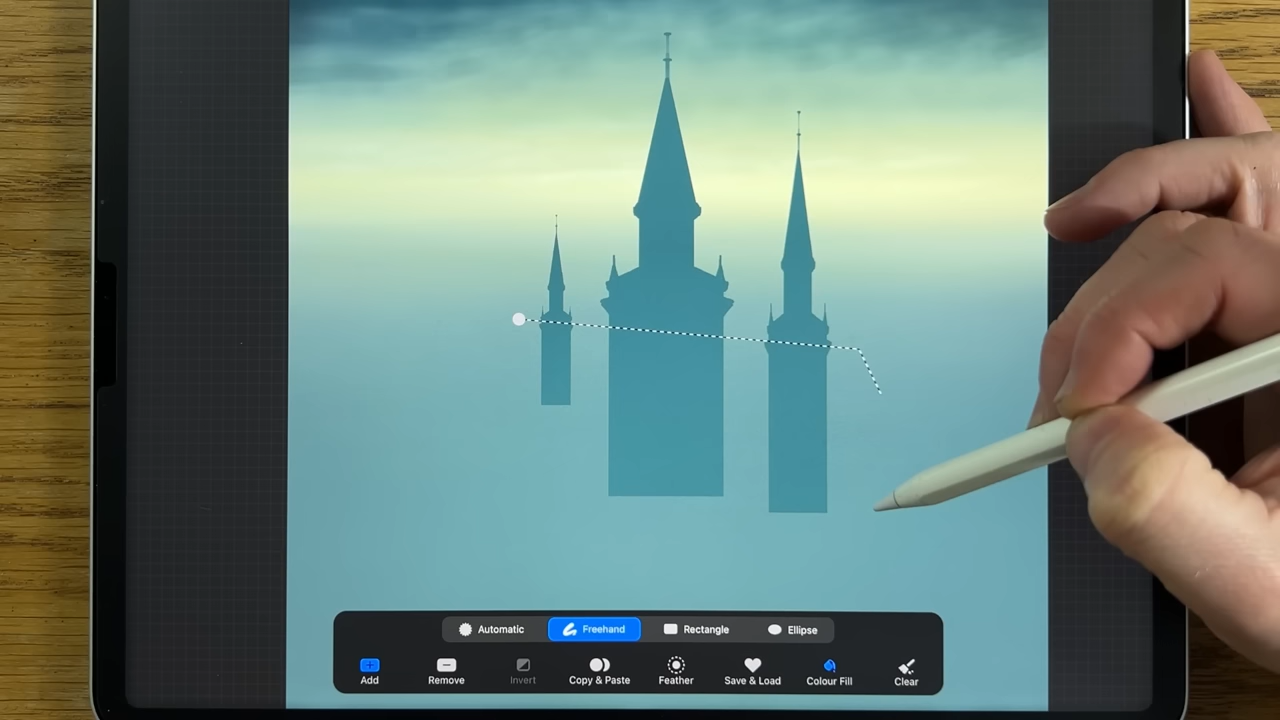 Automatic Freehand Rectangle Ellipse
Add Remove Invert Copy & Paste Feather Save & Load Colour Fill Clear